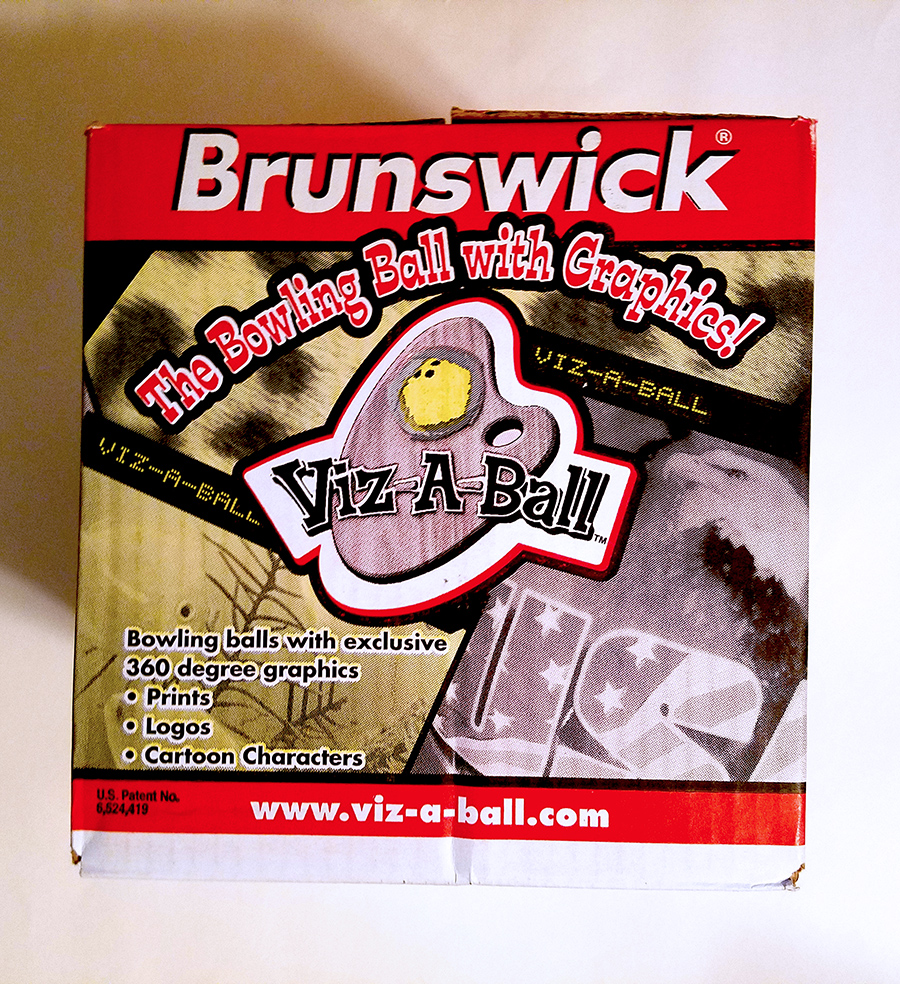 Brunswick®
The Bowling Ball with Graphics!
VIZ-A-BALL
VIZ-A-BALL
Viz-A-Ball™
Bowling balls with exclusive
360 degree graphics
• Prints
• Logos
• Cartoon Characters
U.S. Patent No.
6,524,419
www.viz-a-ball.com